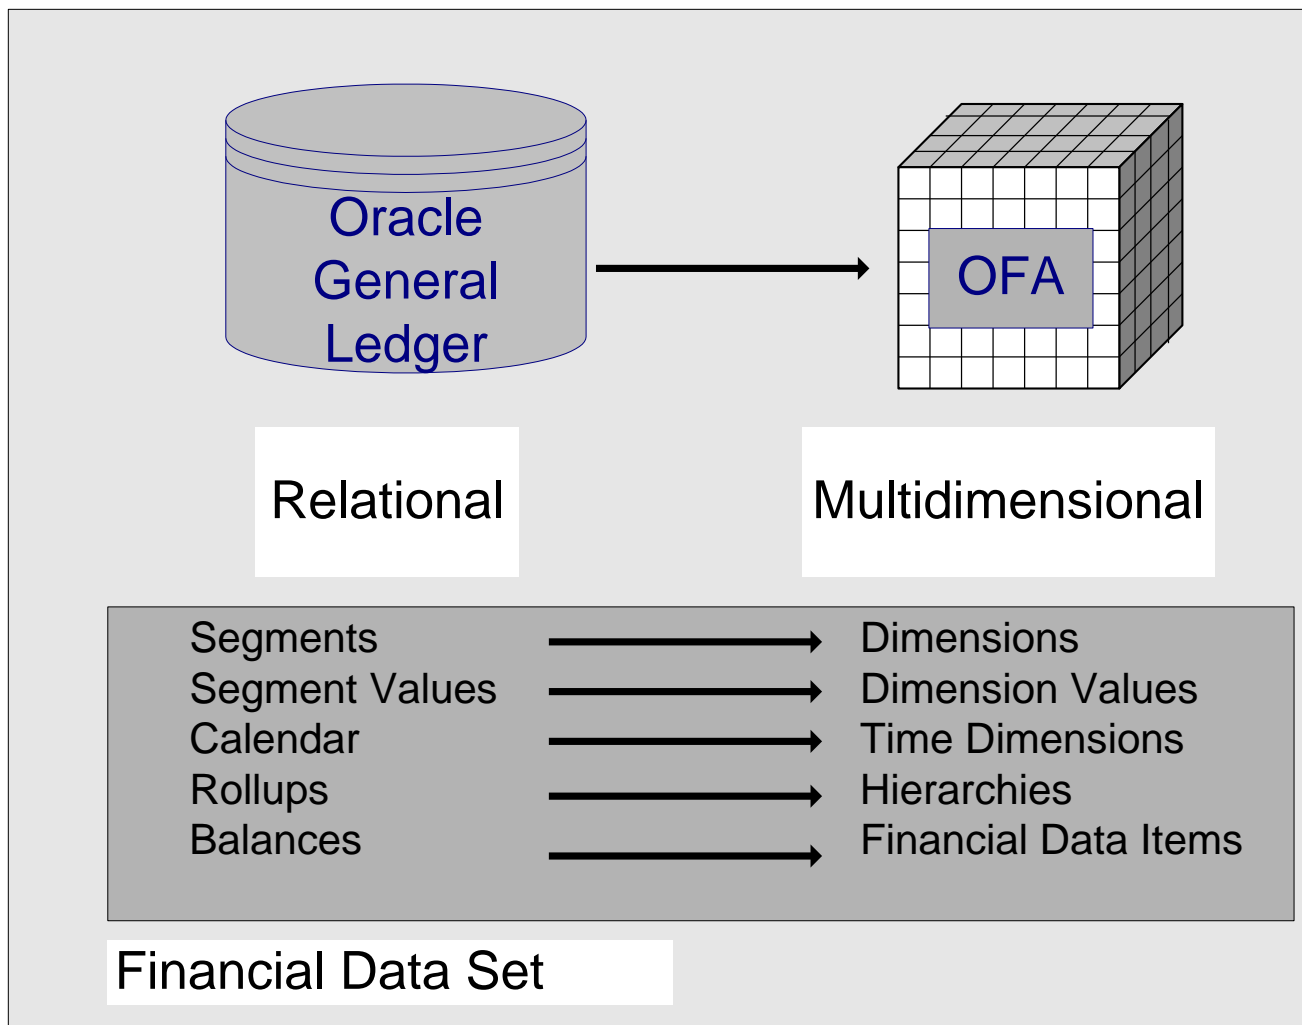 Oracle
General
Ledger
OFA
Relational
Multidimensional
Segments
Dimensions
Segment Values
Dimension Values
Calendar
Time Dimensions
Rollups
Hierarchies
Balances
Financial Data Items
Financial Data Set